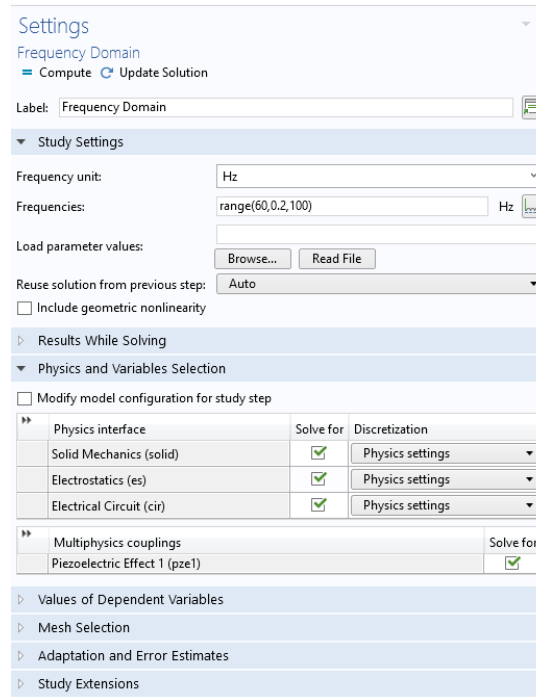 Settings
Frequency Domain
= Compute Update Solution
Label: Frequency Domain
Study Settings
Frequency unit: Hz
Frequencies: range(60,0.2,100) Hz
Load parameter values:
Browse... Read File
Reuse solution from previous step: Auto
Include geometric nonlinearity
Results While Solving
Physics and Variables Selection
Modify model configuration for study step
Physics interface Solve for Discretization
Solid Mechanics (solid) Physics settings
Electrostatics (es) Physics settings
Electrical Circuit (cir) Physics settings
Multiphysics couplings Solve for
Piezoelectric Effect 1 (pze1)
Values of Dependent Variables
Mesh Selection
Adaptation and Error Estimates
Study Extensions